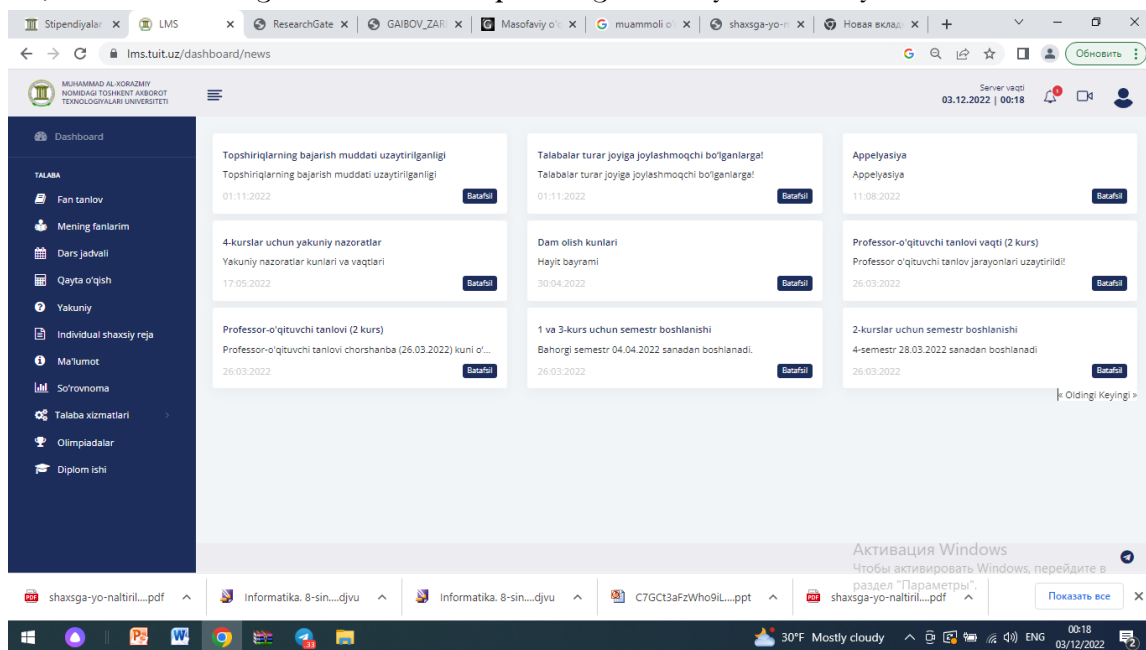 Stipendiyalar
LMS
ResearchGate
GAIBOV_ZAR
Masofaviy o'
muammoli o'
shaxsga-yo-n
Новая вклад
lms.tuit.uz/dashboard/news
Обновить
MUHAMMAD AL-XORAZMIY
NOMIDAGI TOSHKENT AXBOROT
TEXNOLOGIYALARI UNIVERSITETI
Server vaqti
03.12.2022 | 00:18
Dashboard
TALABA
Fan tanlov
Mening fanlarim
Dars jadvali
Qayta o'qish
Yakuniy
Individual shaxsiy reja
Ma'lumot
So'rovnoma
Talaba xizmatlari
Olimpiadalar
Diplom ishi
Topshiriqlarning bajarish muddati uzaytirilganligi
Topshiriqlarning bajarish muddati uzaytirilganligi
01:11:2022 Batafsil
Talabalar turar joyiga joylashmoqchi bo'lganlarga!
Talabalar turar joyiga joylashmoqchi bo'lganlarga!
01:11:2022 Batafsil
Appelyasiya
Appelyasiya
11:08:2022 Batafsil
4-kurslar uchun yakuniy nazoratlar
Yakuniy nazoratlar kunlari va vaqtlari
17:05:2022 Batafsil
Dam olish kunlari
Hayit bayrami
30:04:2022 Batafsil
Professor-o'qituvchi tanlovi vaqti (2 kurs)
Professor o'qituvchi tanlov jarayonlari uzaytirildi!
26:03:2022 Batafsil
Professor-o'qituvchi tanlovi (2 kurs)
Professor-o'qituvchi tanlovi chorshanba (26.03.2022) kuni o'...
26:03:2022 Batafsil
1 va 3-kurs uchun semestr boshlanishi
Bahorgi semestr 04.04.2022 sanadan boshlanadi.
26:03:2022 Batafsil
2-kurslar uchun semestr boshlanishi
4-semestr 28.03.2022 sanadan boshlanadi
26:03:2022 Batafsil
« Oldingi Keyingi »
Активация Windows
Чтобы активировать Windows, перейдите в
раздел "Параметры".
shaxsga-yo-naltiril....pdf
Informatika. 8-sin....djvu
Informatika. 8-sin....djvu
C7GCt3aFzWho9iL....ppt
shaxsga-yo-naltiril....pdf
Показать все
30°F Mostly cloudy
ENG
00:18
03/12/2022
2